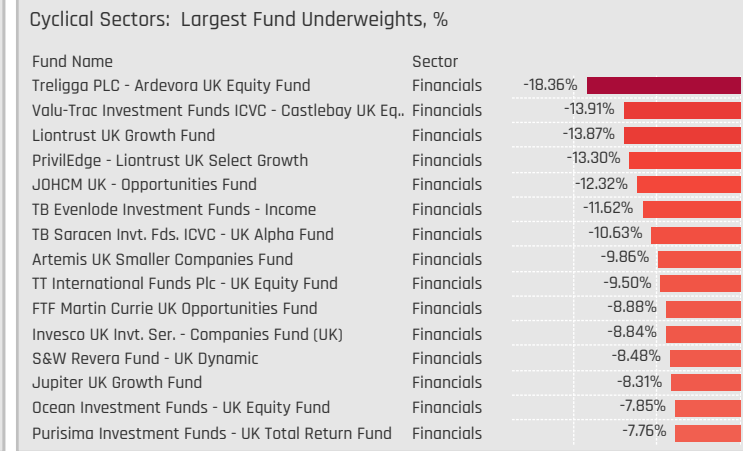 Cyclical Sectors: Largest Fund Underweights, %
Fund Name Sector
Treligga PLC - Ardevora UK Equity Fund Financials -18.36%
Valu-Trac Investment Funds ICVC - Castlebay UK Eq.. Financials -13.91%
Liontrust UK Growth Fund Financials -13.87%
PrivilEdge - Liontrust UK Select Growth Financials -13.30%
JOHCM UK - Opportunities Fund Financials -12.32%
TB Evenlode Investment Funds - Income Financials -11.62%
TB Saracen Invt. Fds. ICVC - UK Alpha Fund Financials -10.63%
Artemis UK Smaller Companies Fund Financials -9.86%
TT International Funds Plc - UK Equity Fund Financials -9.50%
FTF Martin Currie UK Opportunities Fund Financials -8.88%
Invesco UK Invt. Ser. - Companies Fund (UK) Financials -8.84%
S&W Revera Fund - UK Dynamic Financials -8.48%
Jupiter UK Growth Fund Financials -8.31%
Ocean Investment Funds - UK Equity Fund Financials -7.85%
Purisima Investment Funds - UK Total Return Fund Financials -7.76%